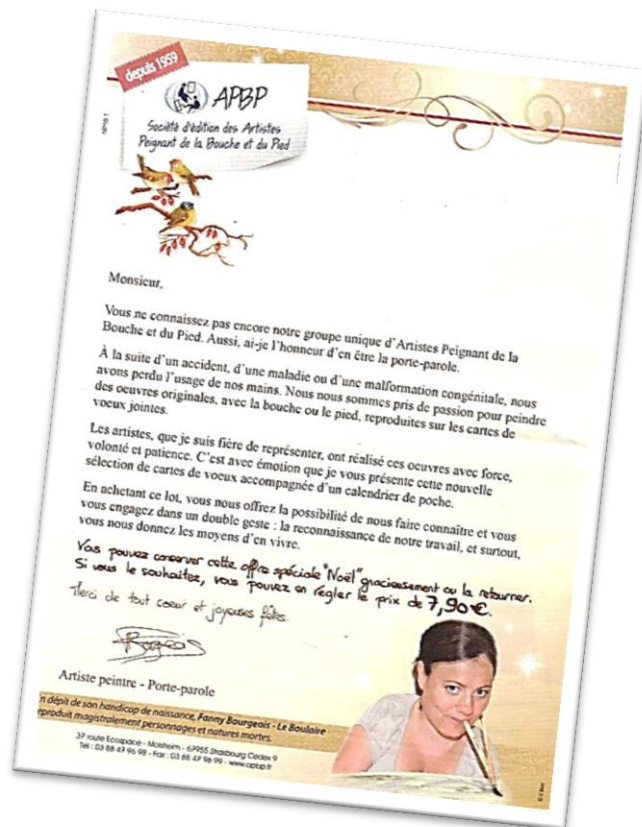 depuis 1959
APBP
Société d'édition des Artistes
Peignant de la Bouche et du Pied
Monsieur,
Vous ne connaissez pas encore notre groupe unique d'Artistes Peignant de la
Bouche et du Pied. Aussi, ai-je l'honneur d'en être la porte-parole.
À la suite d'un accident, d'une maladie ou d'une malformation congénitale, nous
avons perdu l'usage de nos mains. Nous nous sommes pris de passion pour peindre
des oeuvres originales, avec la bouche ou le pied, reproduites sur les cartes de
voeux jointes.
Les artistes, que je suis fière de représenter, ont réalisé ces oeuvres avec force,
volonté et patience. C'est avec émotion que je vous présente cette nouvelle
sélection de cartes de voeux accompagnée d'un calendrier de poche.
En achetant ce lot, vous nous offrez la possibilité de nous faire connaître et vous
vous engagez dans un double geste : la reconnaissance de notre travail, et surtout,
vous nous donnez les moyens d'en vivre.
Vous pouvez conserver cette offre spéciale "Noël" gracieusement ou la retourner.
Si vous le souhaitez, vous pouvez en régler le prix de 7,90 €.
Merci de tout coeur et joyeuses fêtes.
Artiste peintre - Porte-parole
n dépit de son handicap de naissance, Fanny Bourgeois - Le Boulaire
eproduit magistralement personnages et natures mortes.
3P route Ecospace - Molsheim - 67955 Strasbourg Cedex 9
Tél : 03 88 47 96 98 - Fax : 03 88 47 98 99 - www.apbp.fr